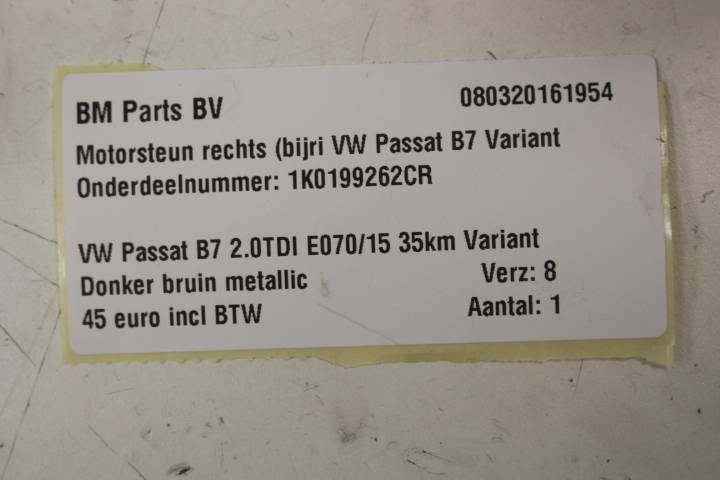 BM Parts BV 080320161954
Motorsteun rechts (bijri VW Passat B7 Variant
Onderdeelnummer: 1K0199262CR
VW Passat B7 2.0TDI E070/15 35km Variant
Donker bruin metallic Verz: 8
45 euro incl BTW Aantal: 1